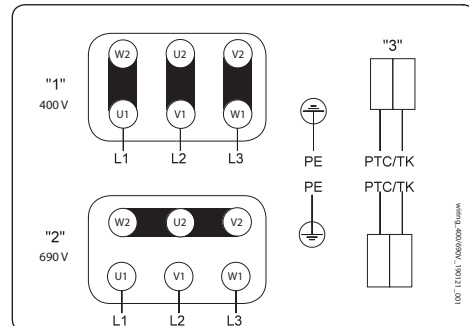 "1"
400 V
W2 U2 V2
U1 V1 W1
L1 L2 L3
"2"
690 V
W2 U2 V2
U1 V1 W1
L1 L2 L3
PE
PE
"3"
PTC/TK
PTC/TK
wiring_400/690V_190121_001